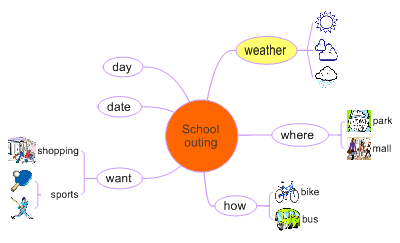 weather
day
date
School
outing
where
park
mall
shopping
sports
want
how
bike
bus